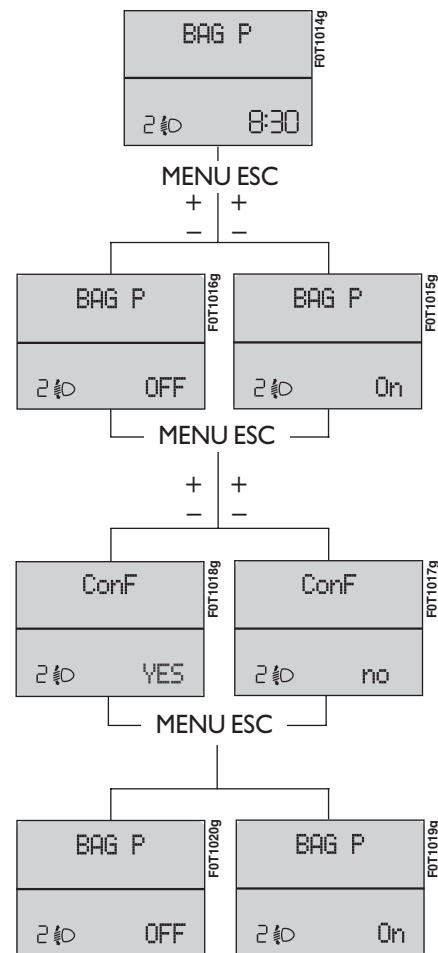 BAG P
F0T1014g
2 8:30
MENU ESC
+ +
– –
BAG P
F0T1016g
2 OFF
BAG P
F0T1015g
2 On
MENU ESC
+ +
– –
ConF
F0T1018g
2 YES
ConF
F0T1017g
2 no
MENU ESC
BAG P
F0T1020g
2 OFF
BAG P
F0T1019g
2 On